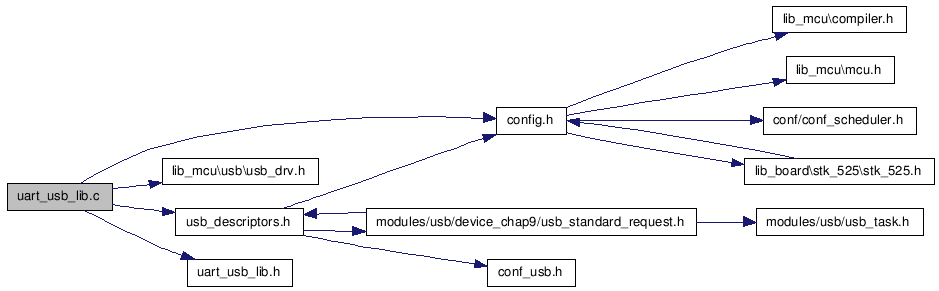 lib_mcu\compiler.h
lib_mcu\mcu.h
config.h
conf/conf_scheduler.h
lib_mcu\usb\usb_drv.h
lib_board\stk_525\stk_525.h
uart_usb_lib.c
usb_descriptors.h
modules/usb/device_chap9/usb_standard_request.h
modules/usb/usb_task.h
uart_usb_lib.h
conf_usb.h